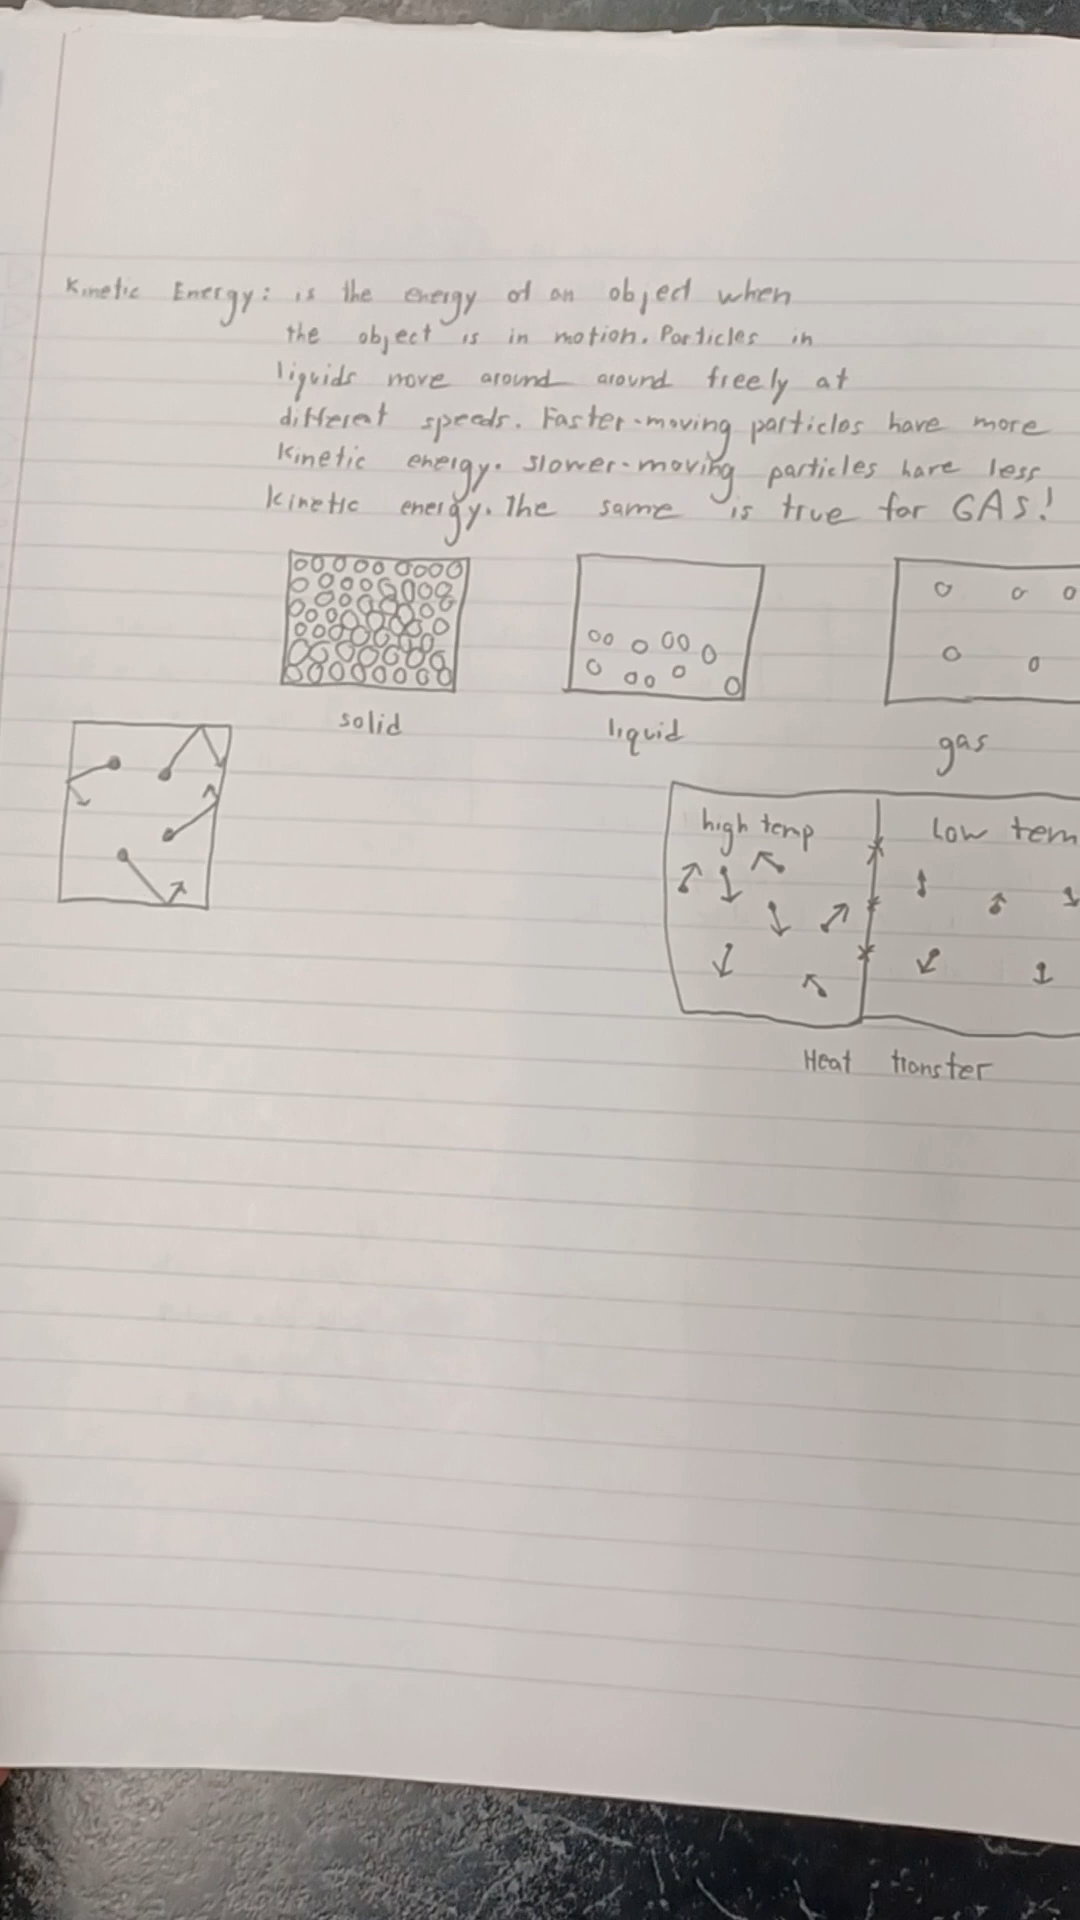 Kinetic Energy: is the energy of an object when
the object is in motion. Particles in
liquids move around around freely at
different speeds. Faster-moving particles have more
Kinetic energy. Slower-moving particles have less
kinetic energy. The same is true for GAS!
solid
liquid
gas
high temp
Low tem
Heat transfer